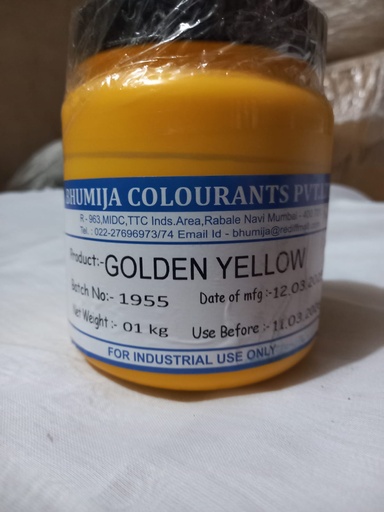 BHUMIJA COLOURANTS PVT.
R - 963,MIDC,TTC Inds.Area,Rabale Navi Mumbai -
Tel. : 022-27696973/74 Email Id - bhumija@rediffmail.com
Product:-GOLDEN YELLOW
Batch No:- 1955 Date of mfg :-12.03.
Net Weight :- 01 kg Use Before :- 11.03.
FOR INDUSTRIAL USE ONLY